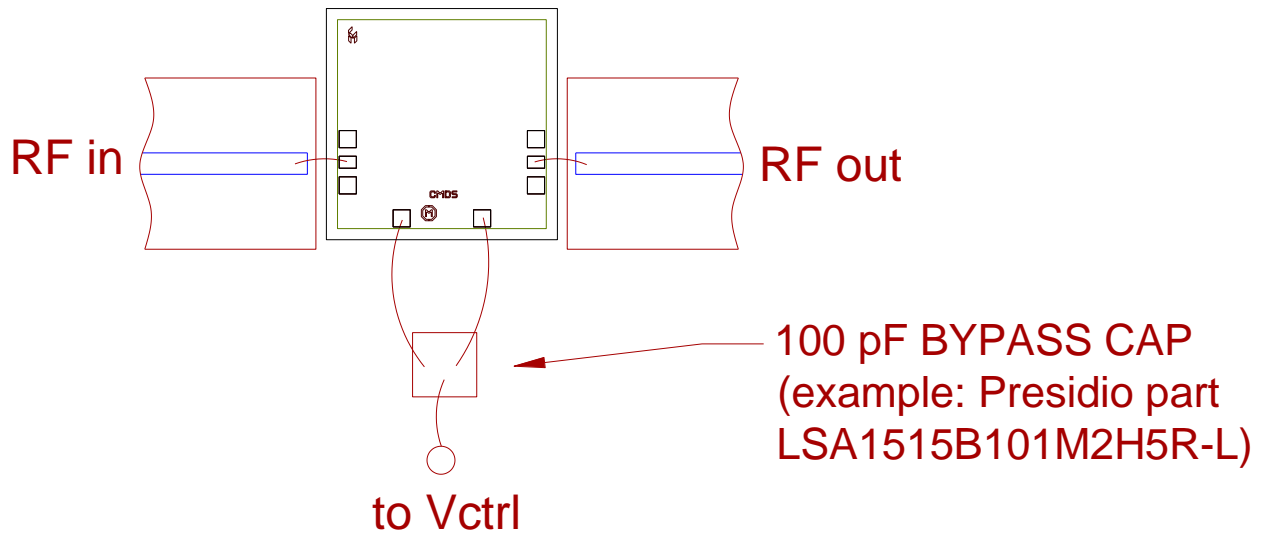 RF in
CMDS
RF out
M
100 pF BYPASS CAP
(example: Presidio part
LSA1515B101M2H5R-L)
to Vctrl